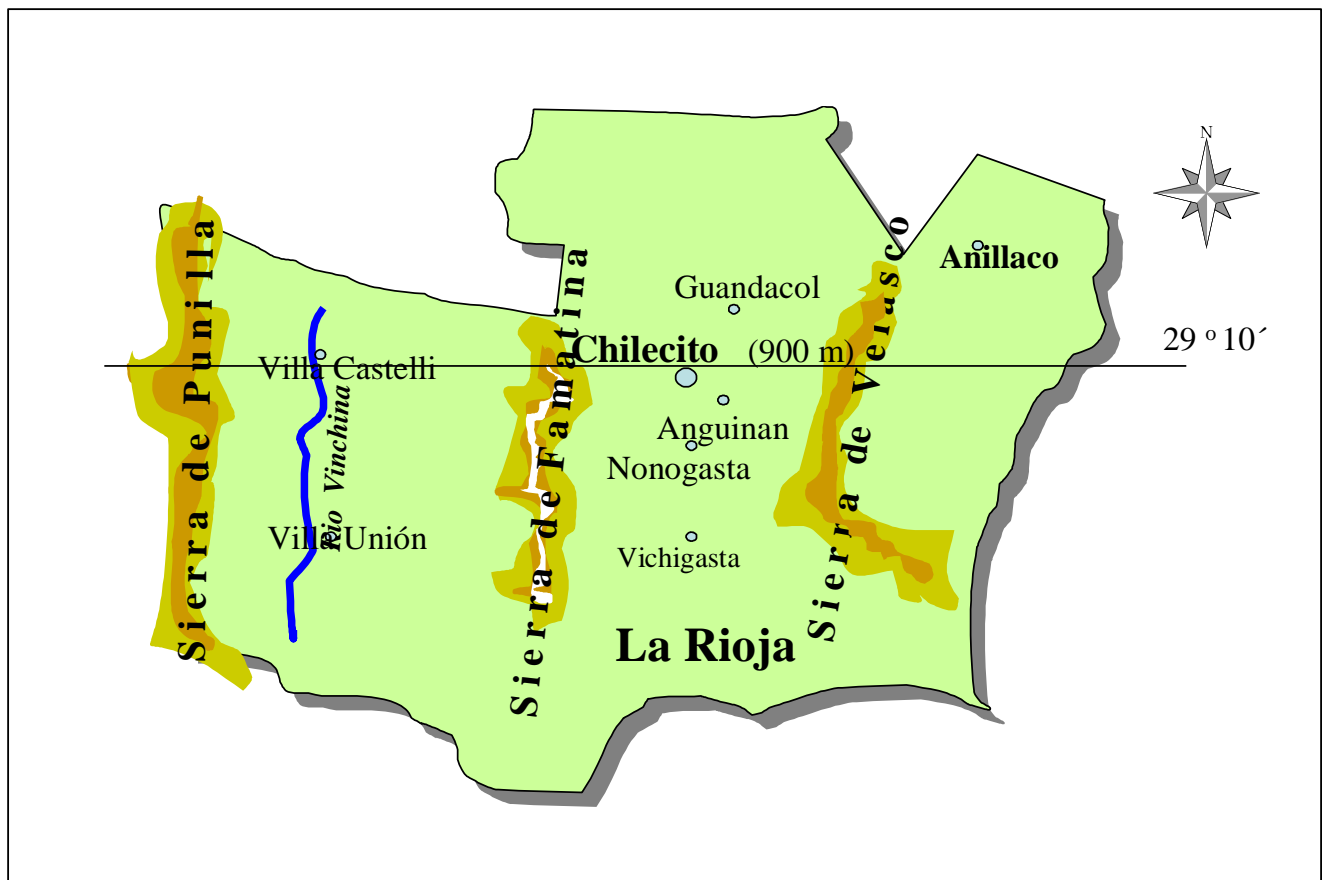 N
Anillaco
Guandacol
Chilecito (900 m)
29 º 10´
Villa Castelli
Anguinan
Nonogasta
Villa Unión
Vichigasta
La Rioja
Sierra de Punilla
Rio Vinchina
Sierra de Famatina
Sierra de Velasco